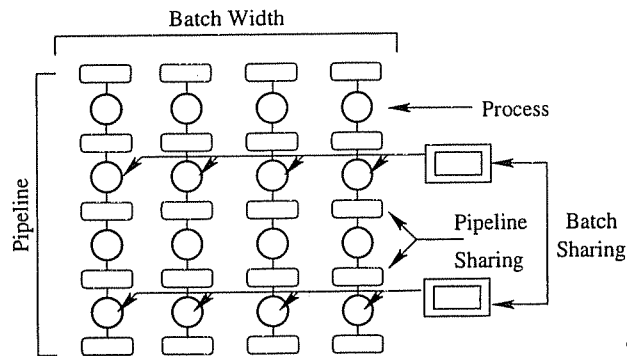 Batch Width
Pipeline
Process
Pipeline
Sharing
Batch
Sharing